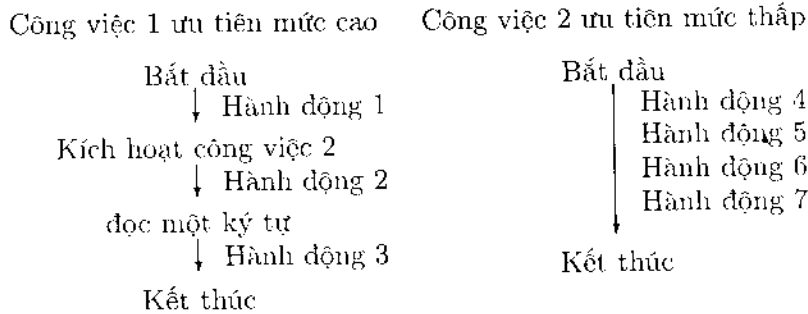 Công việc 1 ưu tiên mức cao
Bắt đầu
Hành động 1
Kích hoạt công việc 2
Hành động 2
đọc một ký tự
Hành động 3
Kết thúc
Công việc 2 ưu tiên mức thấp
Bắt đầu
Hành động 4
Hành động 5
Hành động 6
Hành động 7
Kết thúc